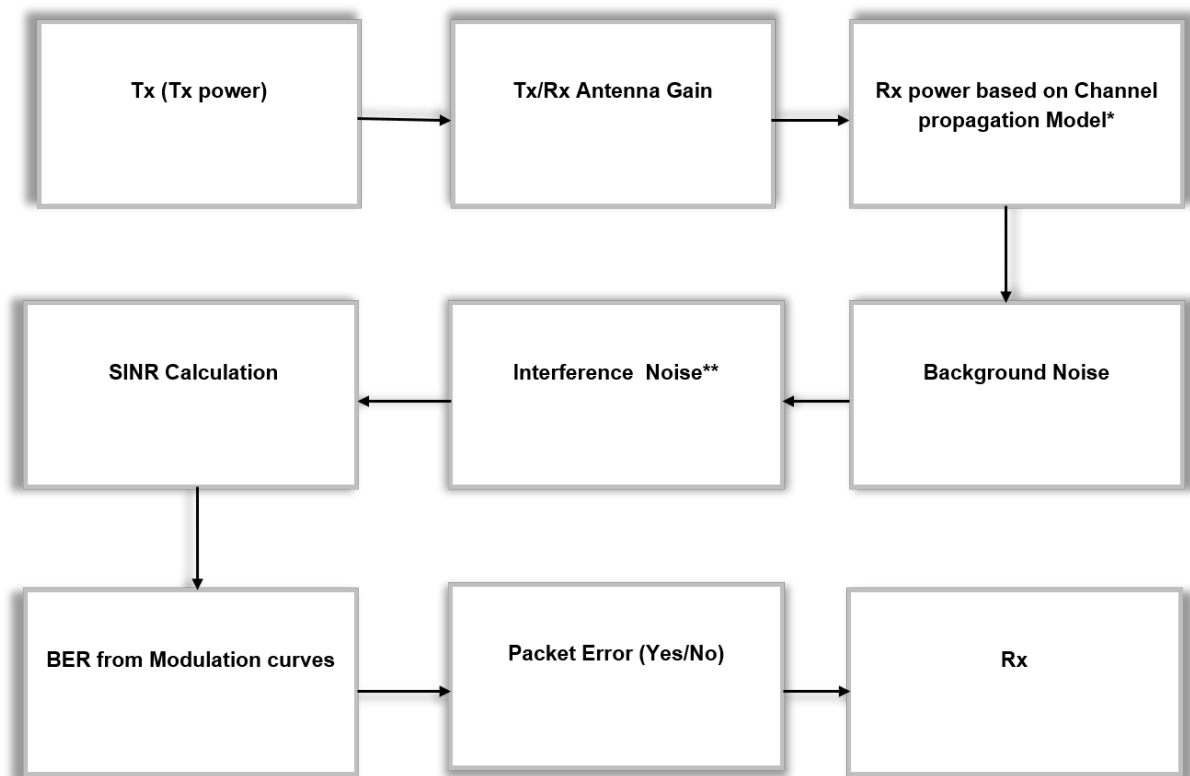 Tx (Tx power)
Tx/Rx Antenna Gain
Rx power based on Channel
propagation Model*
SINR Calculation
Interference  Noise**
Background Noise
BER from Modulation curves
Packet Error (Yes/No)
Rx